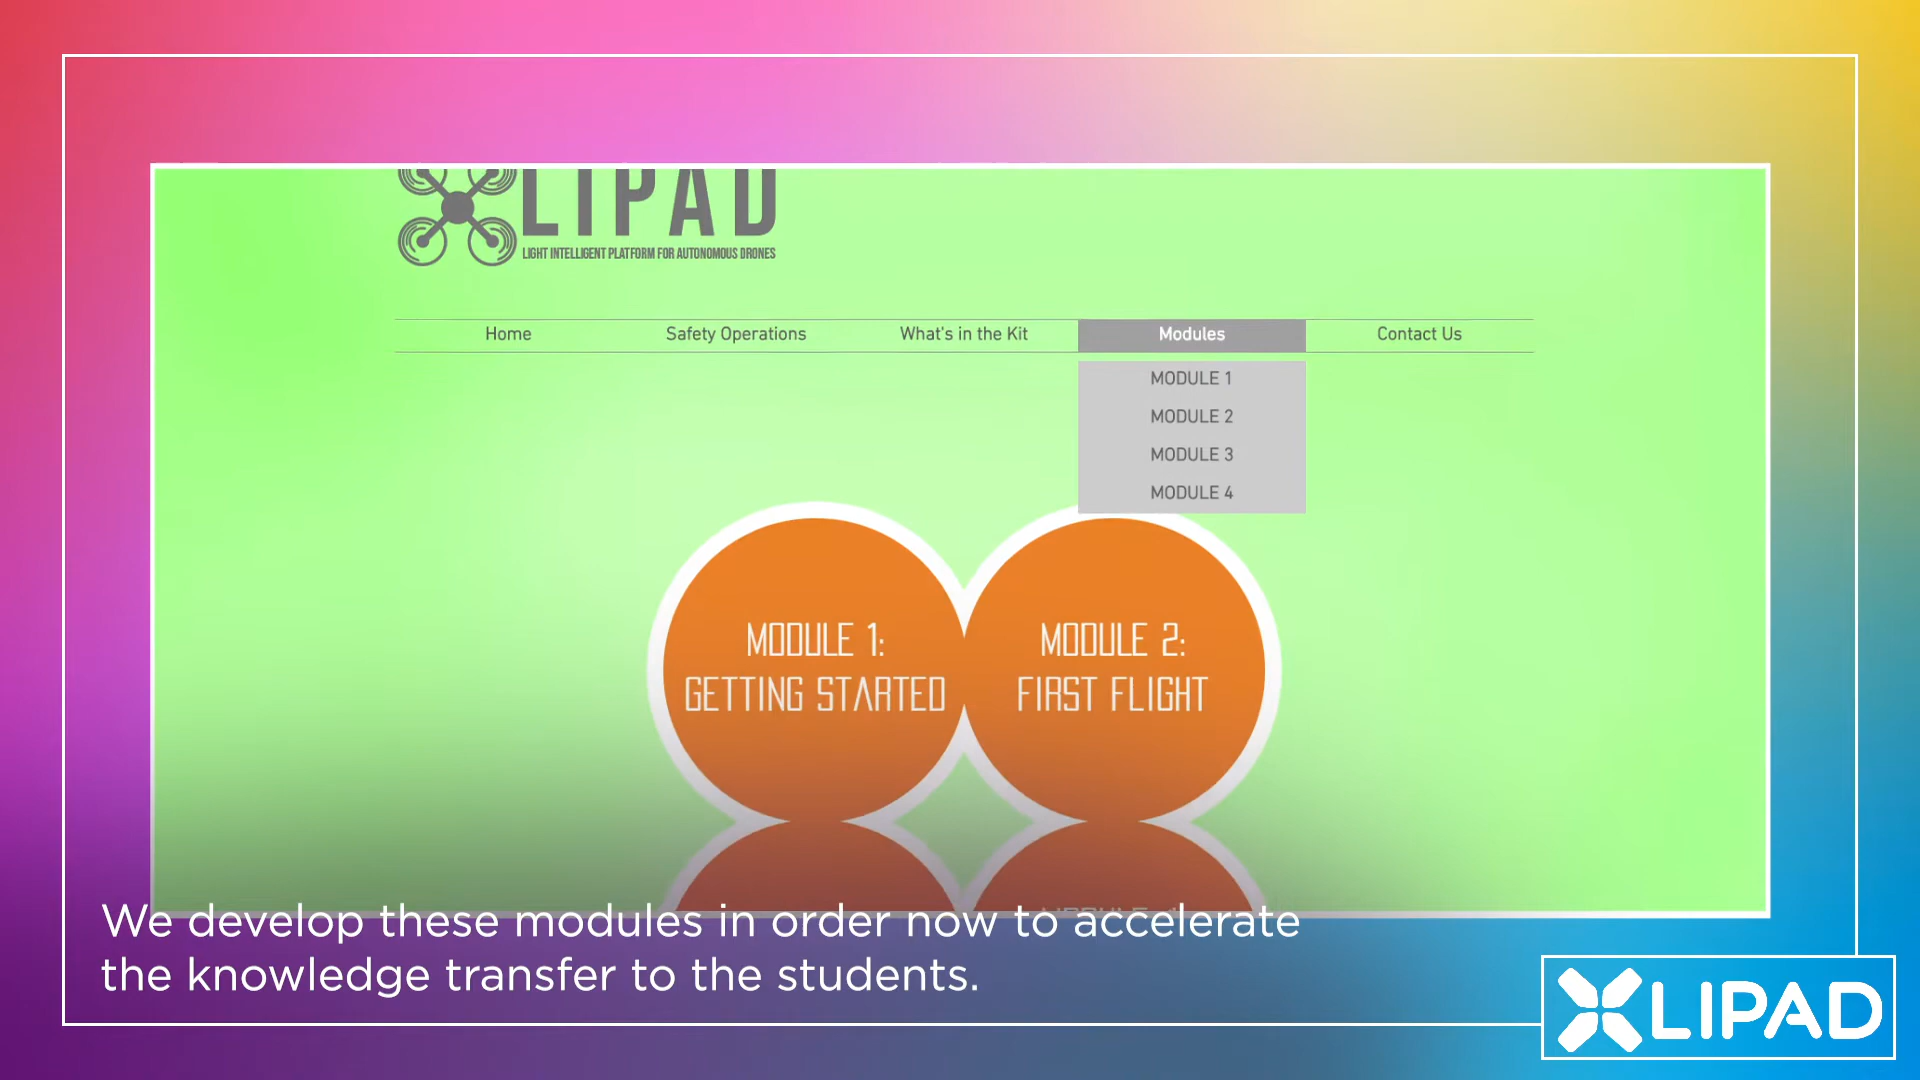 LIPAD
LIGHT INTELLIGENT PLATFORM FOR AUTONOMOUS DRONES
Home
Safety Operations
What's in the Kit
Modules
Contact Us
MODULE 1
MODULE 2
MODULE 3
MODULE 4
MODULE 1:
GETTING STARTED
MODULE 2:
FIRST FLIGHT
We develop these modules in order now to accelerate
the knowledge transfer to the students.
LIPAD